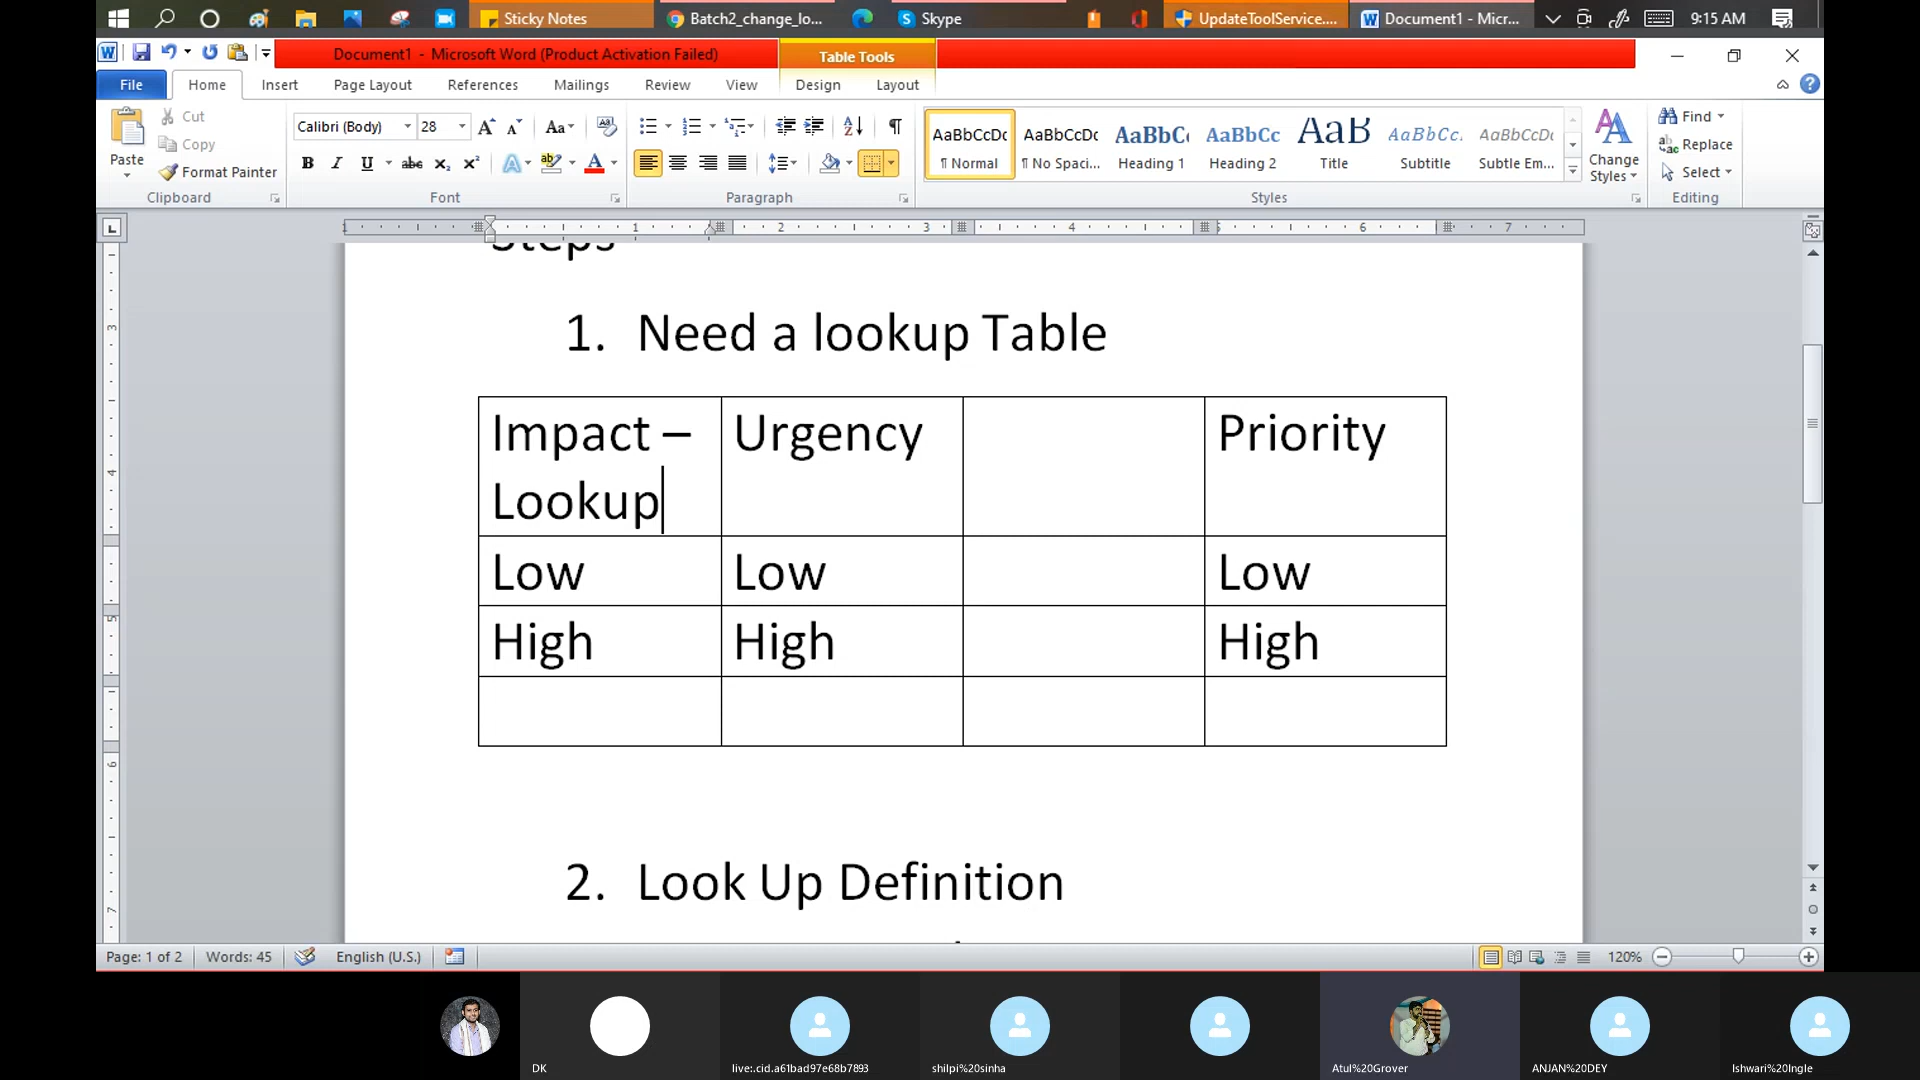 Sticky Notes
Batch2_change_lo...
Skype
UpdateToolService....
Document1 - Micr...
9:15 AM
Document1 - Microsoft Word (Product Activation Failed)
Table Tools
File
Home
Insert
Page Layout
References
Mailings
Review
View
Design
Layout
Paste
Cut
Copy
Format Painter
Clipboard
Calibri (Body)
28
Font
Paragraph
AaBbCcDc
¶ Normal
AaBbCcDc
¶ No Spaci...
AaBbCc
Heading 1
AaBbCc
Heading 2
AaB
Title
AaBbCc.
Subtitle
AaBbCcDc
Subtle Em...
Styles
Change
Styles
Find
Replace
Select
Editing
Steps
1. Need a lookup Table
Impact –
Lookup
Urgency
Priority
Low
Low
Low
High
High
High
2. Look Up Definition
Page: 1 of 2
Words: 45
English (U.S.)
120%
DK
live:.cid.a61bad97e68b7893
shilpi%20sinha
Atul%20Grover
ANJAN%20DEY
Ishwari%20Ingle